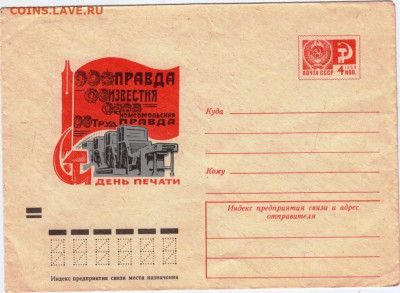 COINS.ЛАВЕ.RU
ПРАВДА
ИЗВЕСТИЯ
КОМСОМОЛЬСКАЯ
ПРАВДА
ТРУД
ДЕНЬ ПЕЧАТИ
ПОЧТА СССР
4 КОП.
Куда
Кому
Индекс предприятия связи и адрес
отправителя
Индекс предприятия связи места назначения